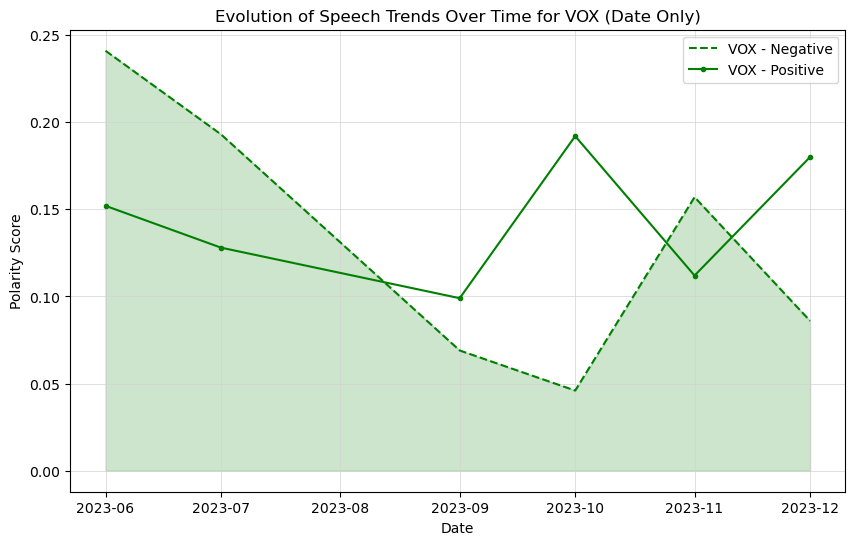 Evolution of Speech Trends Over Time for VOX (Date Only)
VOX - Negative
VOX - Positive
0.25
0.20
0.15
0.10
0.05
0.00
Polarity Score
2023-06 2023-07 2023-08 2023-09 2023-10 2023-11 2023-12
Date